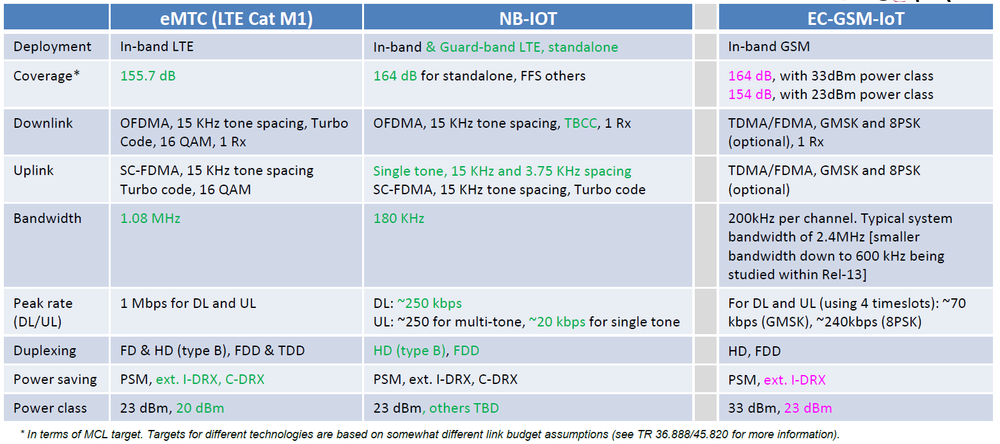 eMTC (LTE Cat M1) NB-IOT EC-GSM-IoT
Deployment In-band LTE In-band & Guard-band LTE, standalone In-band GSM
Coverage* 155.7 dB 164 dB for standalone, FFS others 164 dB, with 33dBm power class
154 dB, with 23dBm power class
Downlink OFDMA, 15 KHz tone spacing, Turbo OFDMA, 15 KHz tone spacing, TBCC, 1 Rx TDMA/FDMA, GMSK and 8PSK
Code, 16 QAM, 1 Rx (optional), 1 Rx
Uplink SC-FDMA, 15 KHz tone spacing Single tone, 15 KHz and 3.75 KHz spacing TDMA/FDMA, GMSK and 8PSK
Turbo code, 16 QAM SC-FDMA, 15 KHz tone spacing, Turbo code (optional)
Bandwidth 1.08 MHz 180 KHz 200kHz per channel. Typical system
bandwidth of 2.4MHz [smaller
bandwidth down to 600 kHz being
studied within Rel-13]
Peak rate 1 Mbps for DL and UL DL: ~250 kbps For DL and UL (using 4 timeslots): ~70
(DL/UL) UL: ~250 for multi-tone, ~20 kbps for single tone kbps (GMSK), ~240kbps (8PSK)
Duplexing FD & HD (type B), FDD & TDD HD (type B), FDD HD, FDD
Power saving PSM, ext. I-DRX, C-DRX PSM, ext. I-DRX, C-DRX PSM, ext. I-DRX
Power class 23 dBm, 20 dBm 23 dBm, others TBD 33 dBm, 23 dBm
* In terms of MCL target. Targets for different technologies are based on somewhat different link budget assumptions (see TR 36.888/45.820 for more information).